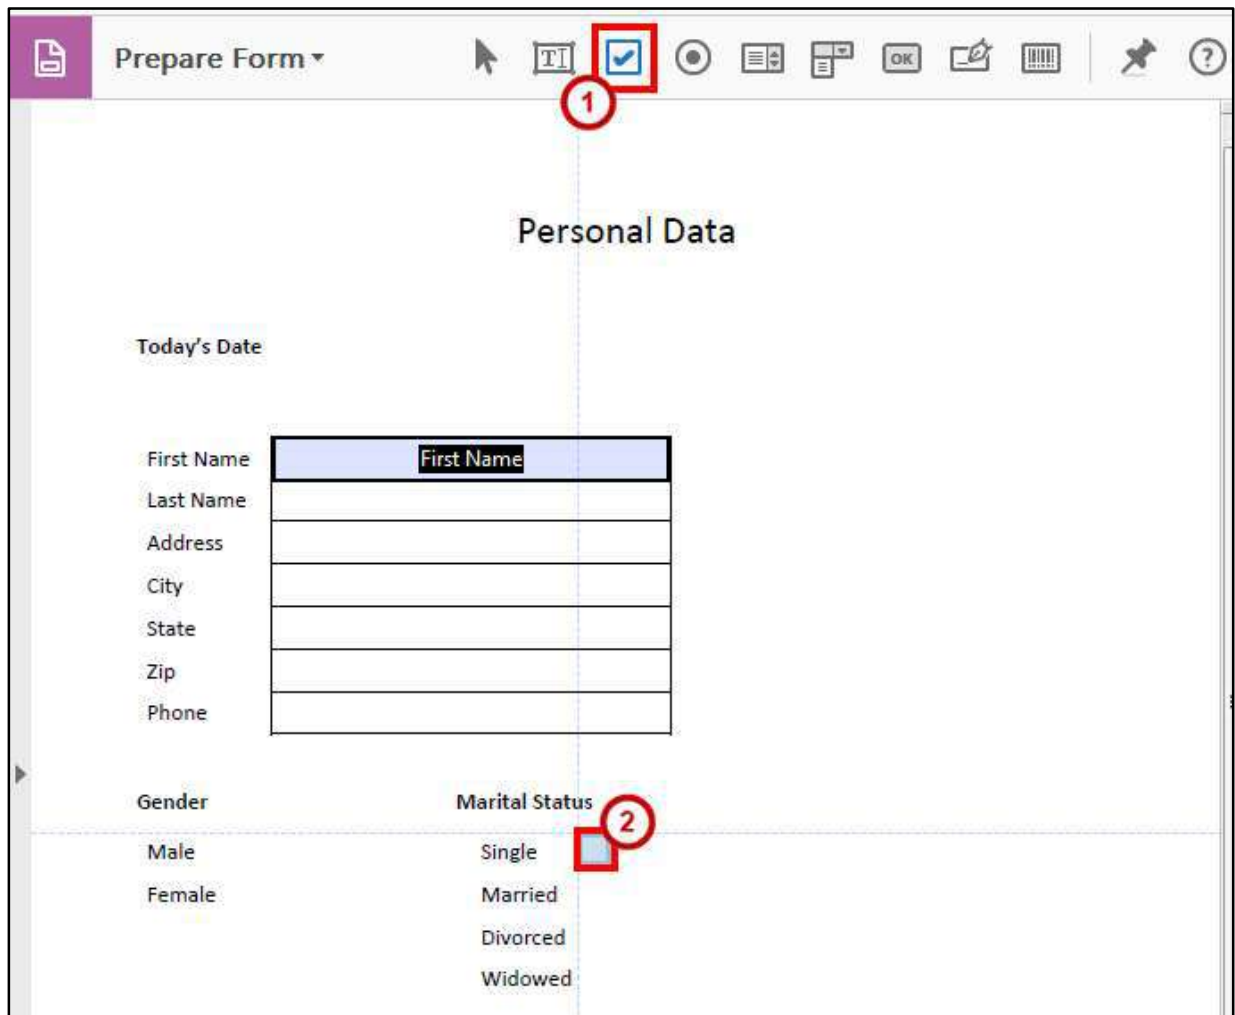 Prepare Form
TI
OK
?
1
Personal Data
Today's Date
First Name First Name
Last Name
Address
City
State
Zip
Phone
Gender Marital Status
2
Male Single
Female Married
Divorced
Widowed